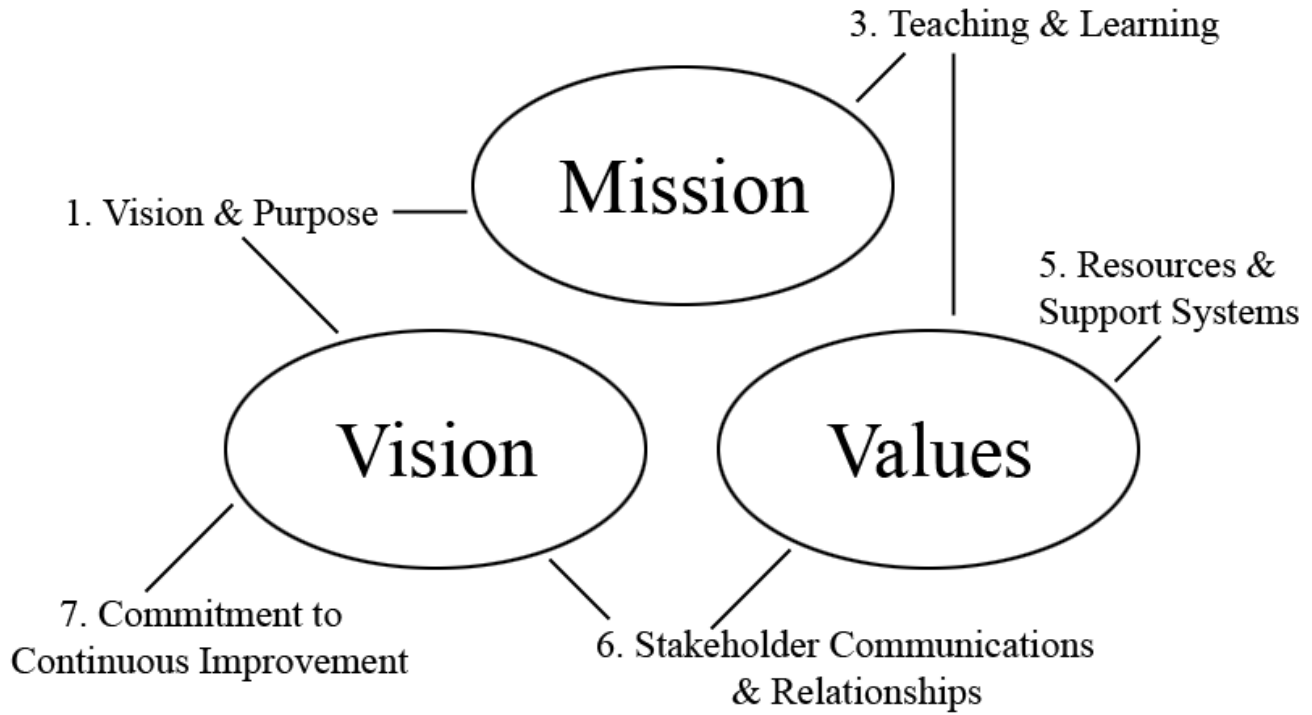 3. Teaching & Learning
Mission
1. Vision & Purpose
5. Resources &
Support Systems
Vision
Values
7. Commitment to
Continuous Improvement
6. Stakeholder Communications
& Relationships